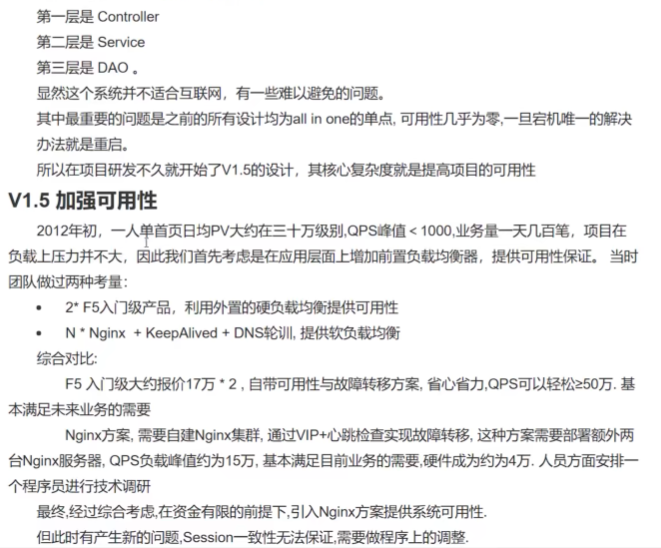 第一层是 Controller
第二层是 Service
第三层是 DAO 。
显然这个系统并不适合互联网，有一些难以避免的问题。
其中最重要的问题是之前的所有设计均为all in one的单点, 可用性几乎为零,一旦宕机唯一的解决
办法就是重启。
所以在项目研发不久就开始了V1.5的设计，其核心复杂度就是提高项目的可用性
V1.5 加强可用性
2012年初，一人单首页日均PV大约在三十万级别,QPS峰值＜1000,业务量一天几百笔，项目在
负载上压力并不大，因此我们首先考虑是在应用层面上增加前置负载均衡器，提供可用性保证。 当时
团队做过两种考量：
• 2* F5入门级产品，利用外置的硬负载均衡提供可用性
• N * Nginx + KeepAlived + DNS轮训, 提供软负载均衡
综合对比:
F5 入门级大约报价17万 * 2 , 自带可用性与故障转移方案, 省心省力,QPS可以轻松≥50万. 基
本满足未来业务的需要
Nginx方案, 需要自建Nginx集群, 通过VIP+心跳检查实现故障转移, 这种方案需要部署额外两
台Nginx服务器, QPS负载峰值约为15万, 基本满足目前业务的需要,硬件成为约为4万. 人员方面安排一
个程序员进行技术调研
最终,经过综合考虑,在资金有限的前提下,引入Nginx方案提供系统可用性.
但此时有产生新的问题,Session一致性无法保证,需要做程序上的调整.